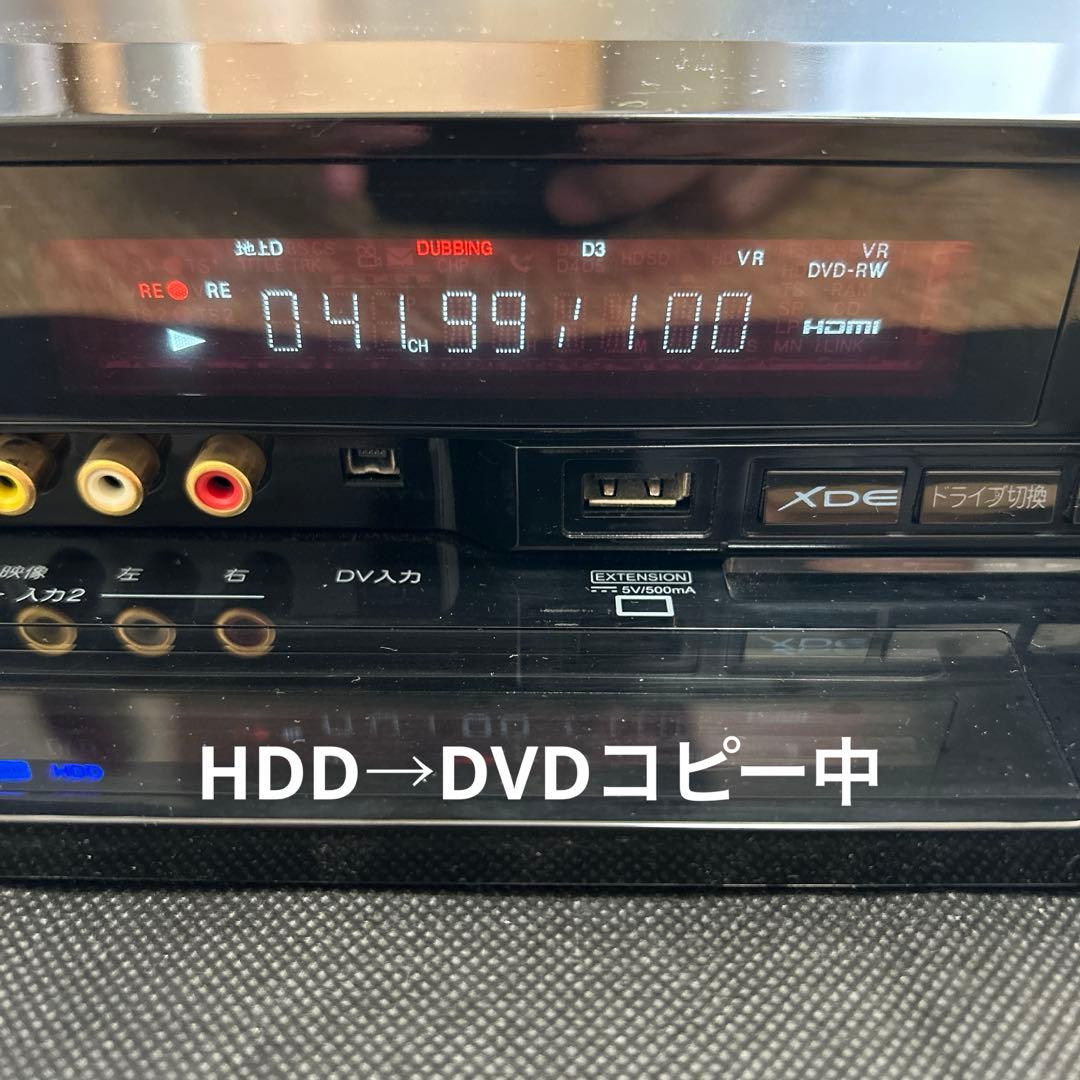 地上D DUBBING D3 VR VR
DVD-RW
RE RE
041 CH 99/100 HDMI
XDE ドライブ切換
映像 左 右 DV入力 EXTENSION
入力2 5V/500mA
HDD
HDD→DVDコピー中